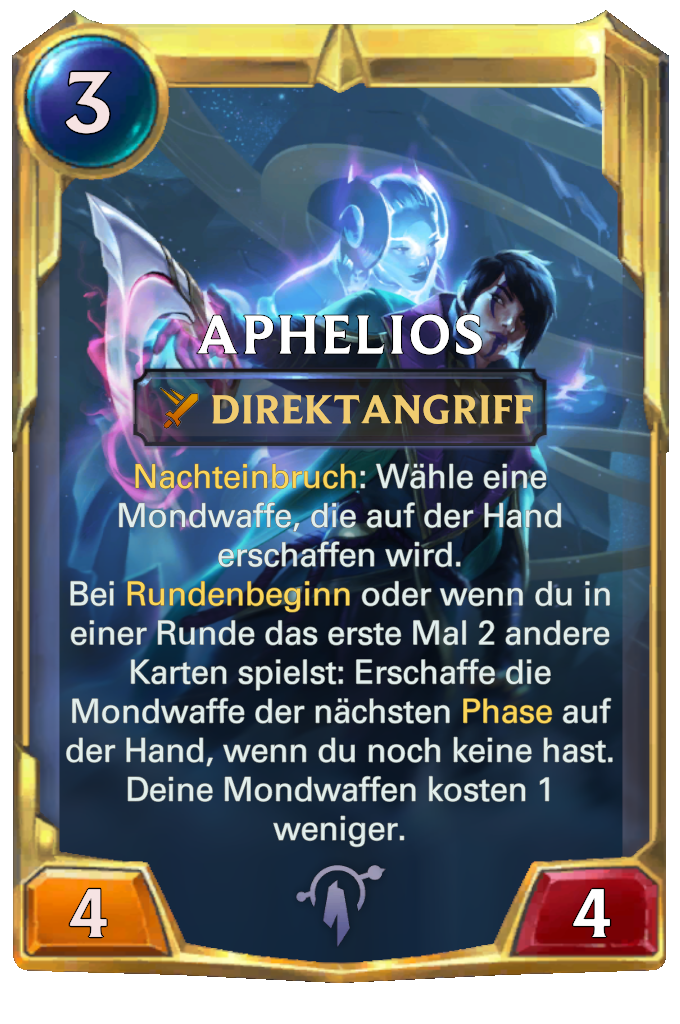 3
APHELIOS
DIREKTANGRIFF
Nachteinbruch: Wähle eine
Mondwaffe, die auf der Hand
erschaffen wird.
Bei Rundenbeginn oder wenn du in
einer Runde das erste Mal 2 andere
Karten spielst: Erschaffe die
Mondwaffe der nächsten Phase auf
der Hand, wenn du noch keine hast.
Deine Mondwaffen kosten 1
weniger.
4
4